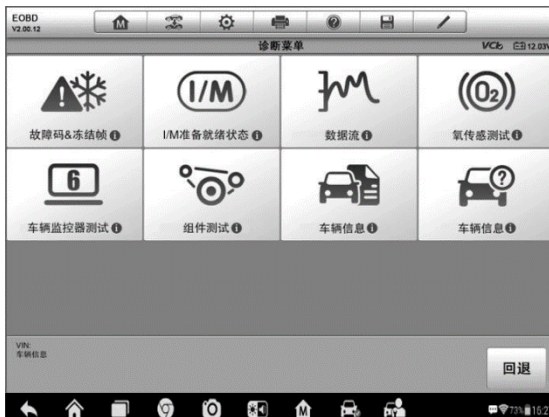 EOBD
V2.00.12
诊断菜单
VCI
12.03V
I/M
O2
故障码&冻结帧
I/M准备就绪状态
数据流
氧传感测试
6
?
车辆监控器测试
组件测试
车辆信息
车辆信息
VIN:
车辆信息
回退
M
73%